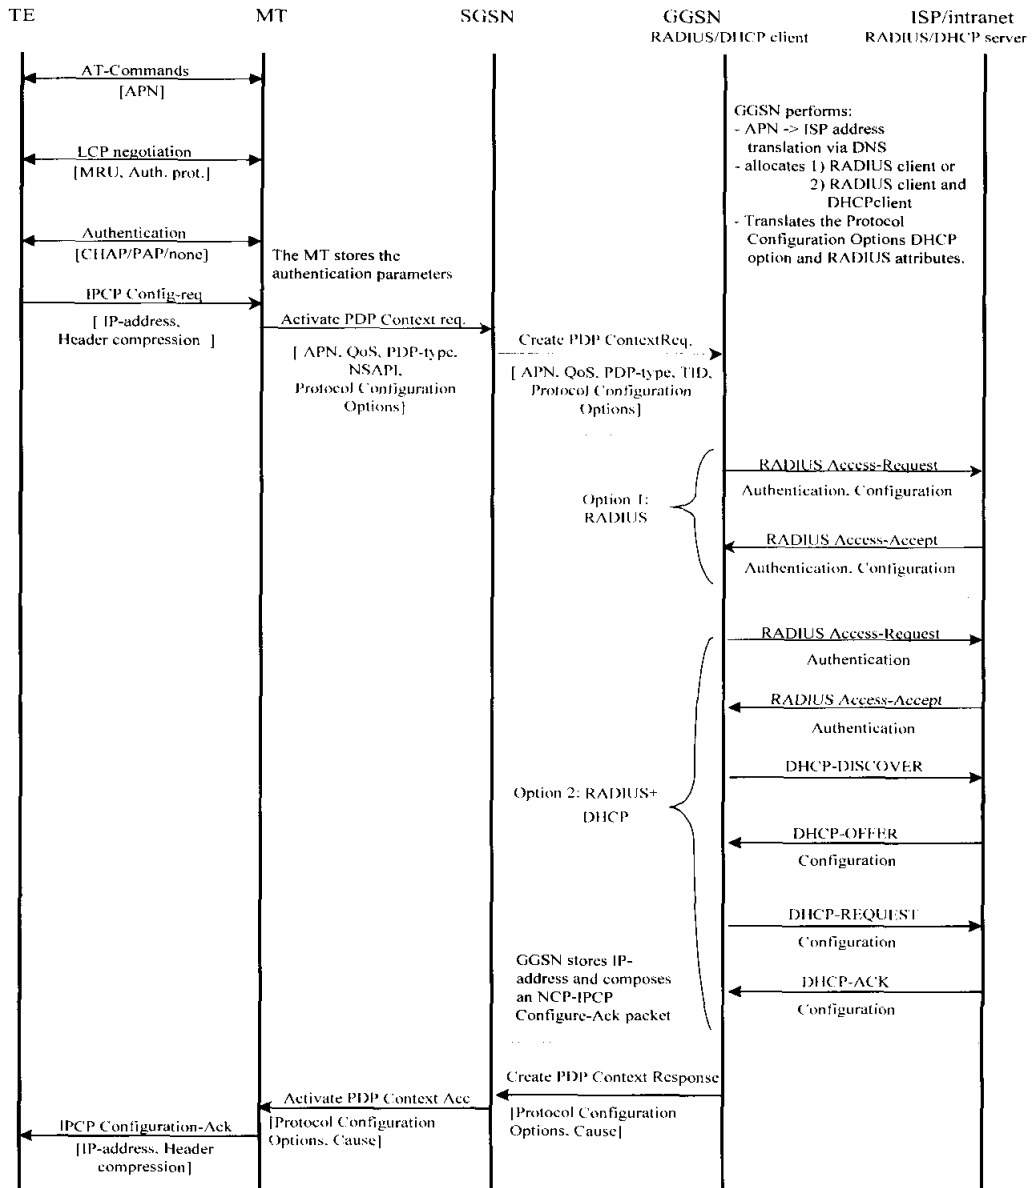 TE
MT
SGSN
GGSN
RADIUS/DHCP client
ISP/intranet
RADIUS/DHCP server
AT-Commands
[APN]
GGSN performs:
- APN -> ISP address
translation via DNS
- allocates 1) RADIUS client or
2) RADIUS client and
DHCPclient
- Translates the Protocol
Configuration Options DHCP
option and RADIUS attributes.
LCP negotiation
[MRU, Auth. prot.]
Authentication
[CHAP/PAP/none]
The MT stores the
authentication parameters
IPCP Config-req
[ IP-address,
Header compression ]
Activate PDP Context req.
[ APN, QoS, PDP-type,
NSAPI,
Protocol Configuration
Options]
Create PDP ContextReq.
[ APN, QoS, PDP-type, TID,
Protocol Configuration
Options]
RADIUS Access-Request
Authentication, Configuration
Option 1:
RADIUS
RADIUS Access-Accept
Authentication, Configuration
RADIUS Access-Request
Authentication
RADIUS Access-Accept
Authentication
DHCP-DISCOVER
Option 2: RADIUS+
DHCP
DHCP-OFFER
Configuration
DHCP-REQUEST
Configuration
GGSN stores IP-
address and composes
an NCP-IPCP
Configure-Ack packet
DHCP-ACK
Configuration
Create PDP Context Response
[Protocol Configuration
Options, Cause]
Activate PDP Context Acc
[Protocol Configuration
Options, Cause]
IPCP Configuration-Ack
[IP-address, Header
compression]